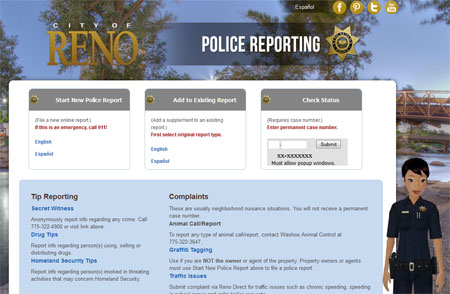 Español
CITY OF
RENO
POLICE REPORTING
Start New Police Report
(File a new online report.)
If this is an emergency, call 911!
English
Español
Add to Existing Report
(Add a supplement to an existing
report.)
First select original report type:
English
Español
Check Status
(Requires case number.)
Enter permanent case number.
- Submit
XX-XXXXXXX
Must allow popup windows.
Tip Reporting
Secret Witness
Anonymously report info regarding any crime. Call
775-322-4900 or visit link above.
Drug Tips
Report info regarding person(s) using, selling or
distributing drugs.
Homeland Security Tips
Report info regarding person(s) involved in threating
activities that may concern Homeland Security.
Complaints
These are usually neighborhood nuisance situations. You will not receive a permanent
case number.
Animal Call/Report
To report any type of animal call/report, contact Washoe Animal Control at
775-322-3647
Graffiti Tagging
Use if you are NOT the owner or agent of the property. Property owners or agents
must use Start New Police Report above to file a police report.
Traffic Issues
Submit complaint via Reno Direct for traffic issues such as chronic speeding, speeding